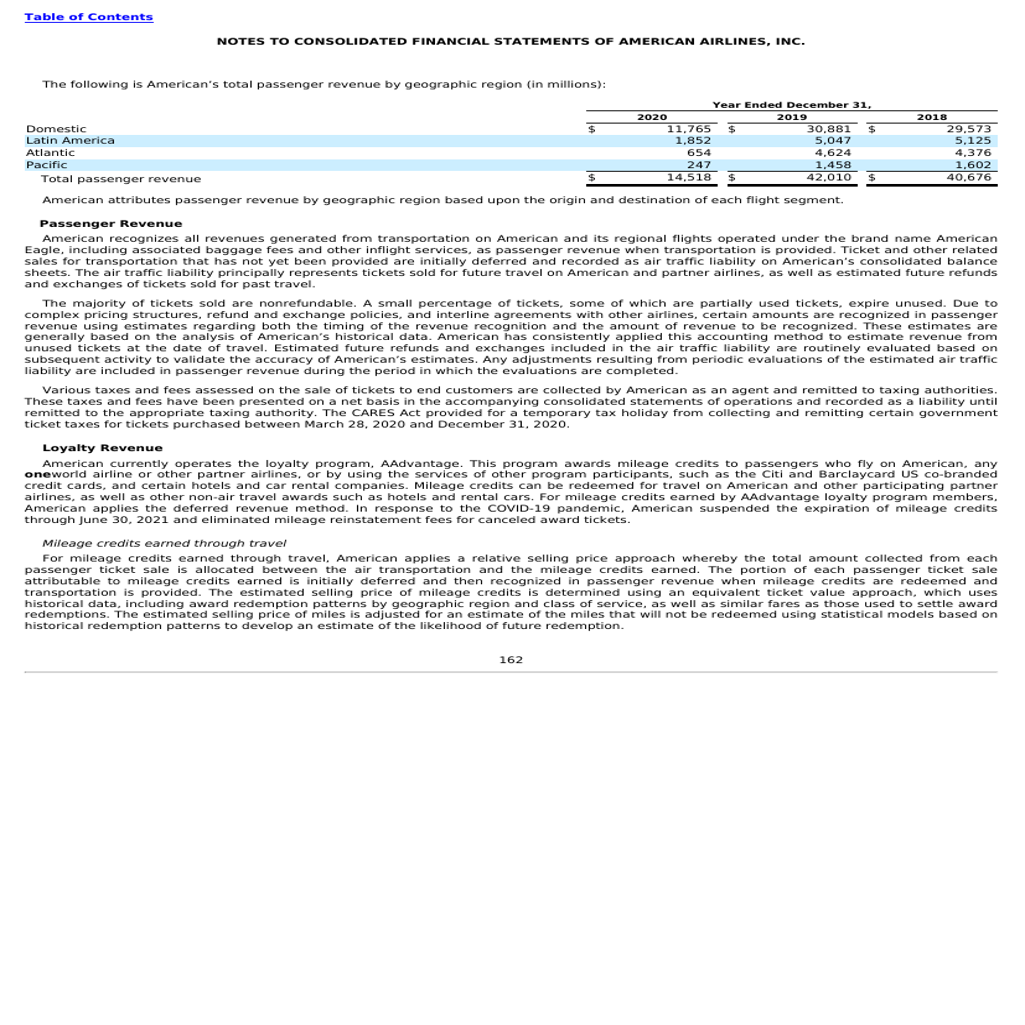 Table of Contents
NOTES TO CONSOLIDATED FINANCIAL STATEMENTS OF AMERICAN AIRLINES, INC.
The following is American’s total passenger revenue by geographic region (in millions):
Year Ended December 31,
2020 2019 2018
Domestic $ 11,765 $ 30,881 $ 29,573
Latin America 1,852 5,047 5,125
Atlantic 654 4,624 4,376
Pacific 247 1,458 1,602
Total passenger revenue $ 14,518 $ 42,010 $ 40,676
American attributes passenger revenue by geographic region based upon the origin and destination of each flight segment.
Passenger Revenue
American recognizes all revenues generated from transportation on American and its regional flights operated under the brand name American
Eagle, including associated baggage fees and other inflight services, as passenger revenue when transportation is provided. Ticket and other related
sales for transportation that has not yet been provided are initially deferred and recorded as air traffic liability on American’s consolidated balance
sheets. The air traffic liability principally represents tickets sold for future travel on American and partner airlines, as well as estimated future refunds
and exchanges of tickets sold for past travel.
The majority of tickets sold are nonrefundable. A small percentage of tickets, some of which are partially used tickets, expire unused. Due to
complex pricing structures, refund and exchange policies, and interline agreements with other airlines, certain amounts are recognized in passenger
revenue using estimates regarding both the timing of the revenue recognition and the amount of revenue to be recognized. These estimates are
generally based on the analysis of American’s historical data. American has consistently applied this accounting method to estimate revenue from
unused tickets at the date of travel. Estimated future refunds and exchanges included in the air traffic liability are routinely evaluated based on
subsequent activity to validate the accuracy of American’s estimates. Any adjustments resulting from periodic evaluations of the estimated air traffic
liability are included in passenger revenue during the period in which the evaluations are completed.
Various taxes and fees assessed on the sale of tickets to end customers are collected by American as an agent and remitted to taxing authorities.
These taxes and fees have been presented on a net basis in the accompanying consolidated statements of operations and recorded as a liability until
remitted to the appropriate taxing authority. The CARES Act provided for a temporary tax holiday from collecting and remitting certain government
ticket taxes for tickets purchased between March 28, 2020 and December 31, 2020.
Loyalty Revenue
American currently operates the loyalty program, AAdvantage. This program awards mileage credits to passengers who fly on American, any
oneworld airline or other partner airlines, or by using the services of other program participants, such as the Citi and Barclaycard US co-branded
credit cards, and certain hotels and car rental companies. Mileage credits can be redeemed for travel on American and other participating partner
airlines, as well as other non-air travel awards such as hotels and rental cars. For mileage credits earned by AAdvantage loyalty program members,
American applies the deferred revenue method. In response to the COVID-19 pandemic, American suspended the expiration of mileage credits
through June 30, 2021 and eliminated mileage reinstatement fees for canceled award tickets.
Mileage credits earned through travel
For mileage credits earned through travel, American applies a relative selling price approach whereby the total amount collected from each
passenger ticket sale is allocated between the air transportation and the mileage credits earned. The portion of each passenger ticket sale
attributable to mileage credits earned is initially deferred and then recognized in passenger revenue when mileage credits are redeemed and
transportation is provided. The estimated selling price of mileage credits is determined using an equivalent ticket value approach, which uses
historical data, including award redemption patterns by geographic region and class of service, as well as similar fares as those used to settle award
redemptions. The estimated selling price of miles is adjusted for an estimate of the miles that will not be redeemed using statistical models based on
historical redemption patterns to develop an estimate of the likelihood of future redemption.
162